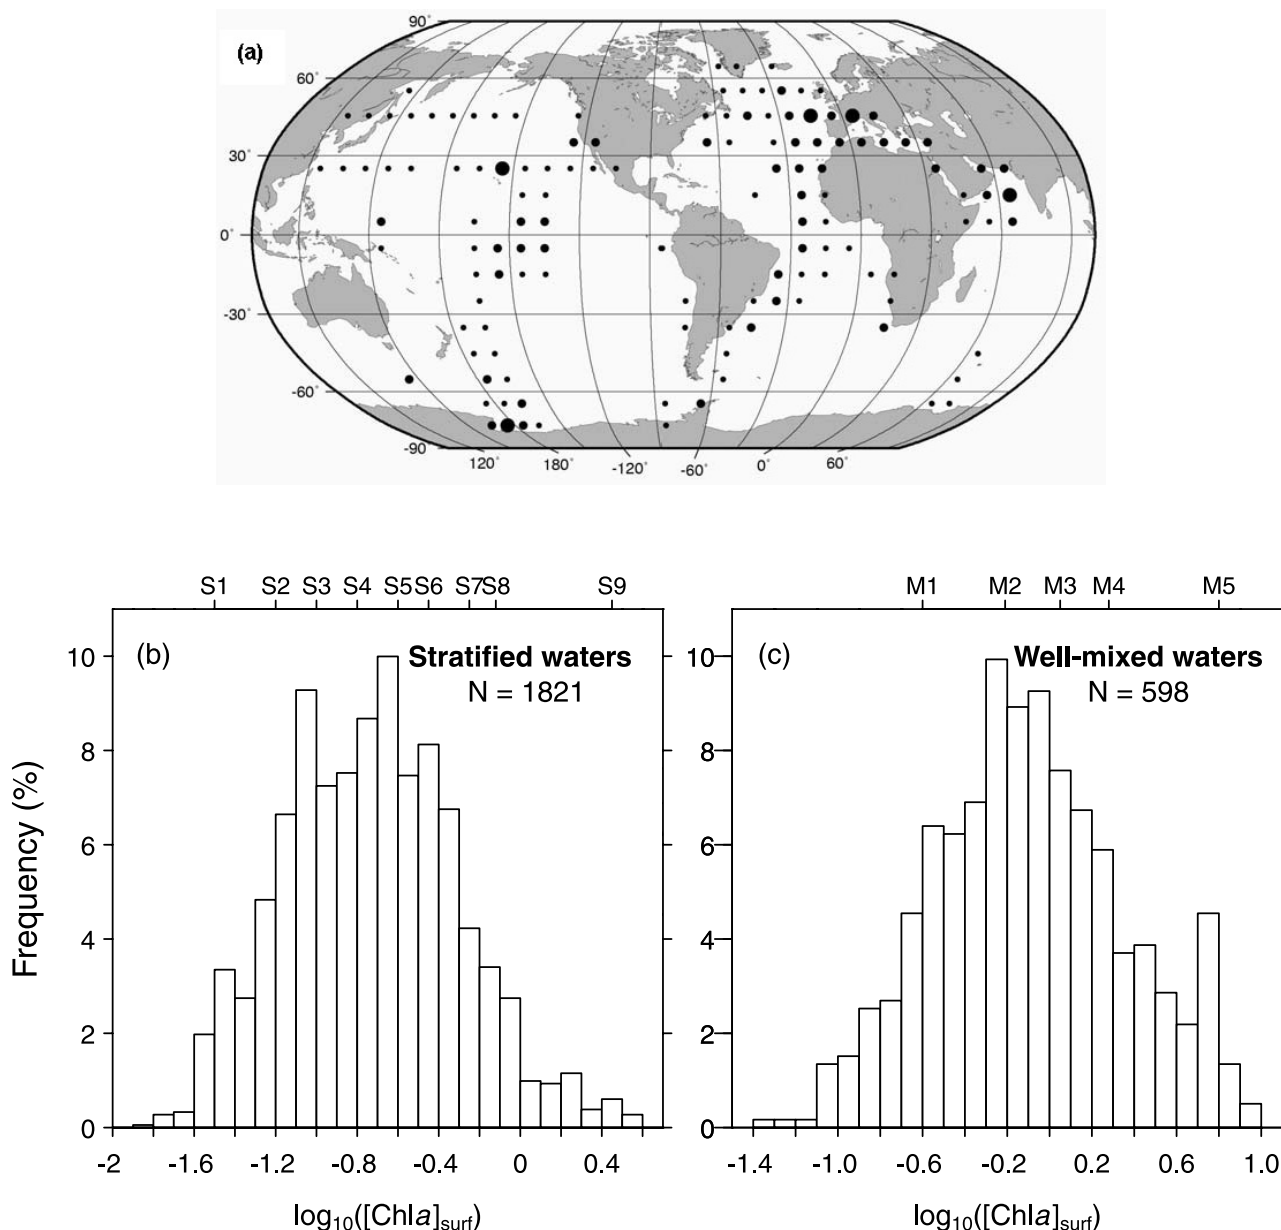 (a)
90°
60°
30°
0°
-30°
-60°
-90
120° 180° -120° -60° 0° 60°
S1 S2 S3 S4 S5 S6 S7 S8 S9
(b)
Stratified waters
N = 1821
Frequency (%)
10
8
6
4
2
0
-2 -1.6 -1.2 -0.8 -0.4 0 0.4
log10([Chla]surf)
M1 M2 M3 M4 M5
(c)
Well-mixed waters
N = 598
10
8
6
4
2
0
-1.4 -1.0 -0.6 -0.2 0.2 0.6 1.0
log10([Chla]surf)